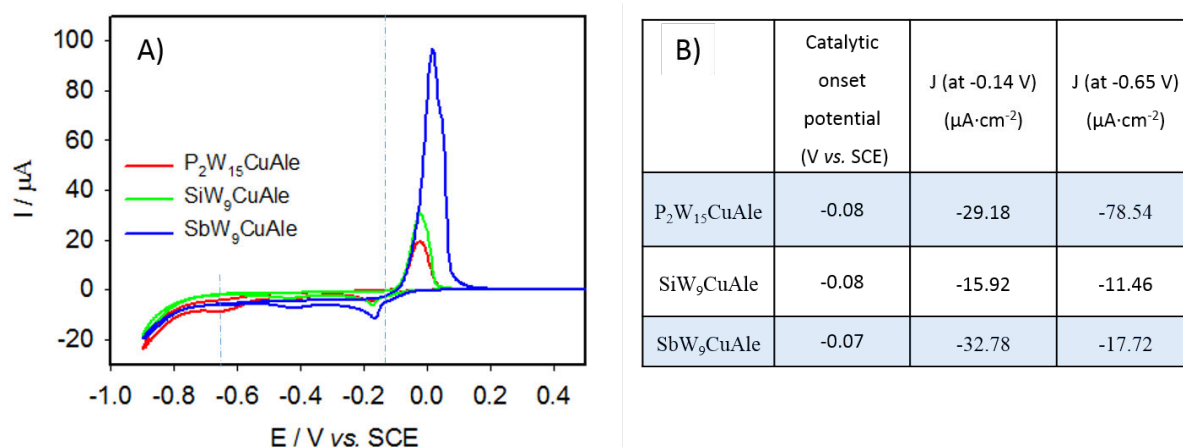 A)
100
80
60
40
20
0
-20
I / µA
P₂W₁₅CuAle
SiW₉CuAle
SbW₉CuAle
-1.0 -0.8 -0.6 -0.4 -0.2 0.0 0.2 0.4
E / V vs. SCE
B)
Catalytic
onset
potential
(V vs. SCE)
J (at -0.14 V)
(µA·cm⁻²)
J (at -0.65 V)
(µA·cm⁻²)
P₂W₁₅CuAle -0.08 -29.18 -78.54
SiW₉CuAle -0.08 -15.92 -11.46
SbW₉CuAle -0.07 -32.78 -17.72